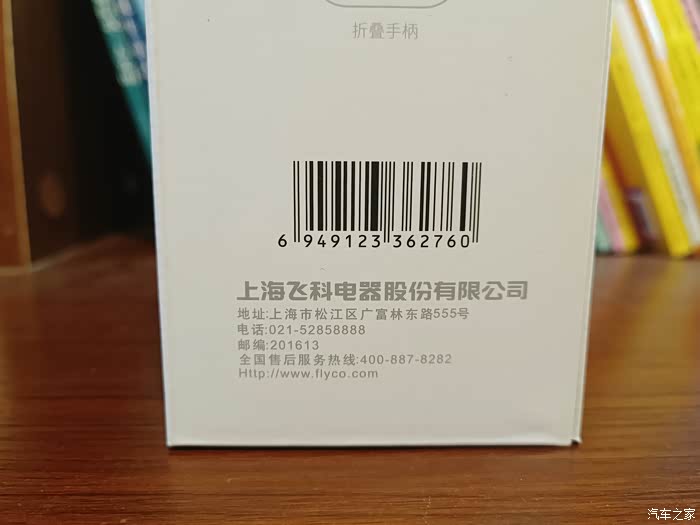 折叠手柄
6 949123 362760
上海飞科电器股份有限公司
地址:上海市松江区广富林东路555号
电话:021-52858888
邮编:201613
全国售后服务热线:400-887-8282
Http://www.flyco.com
汽车之家